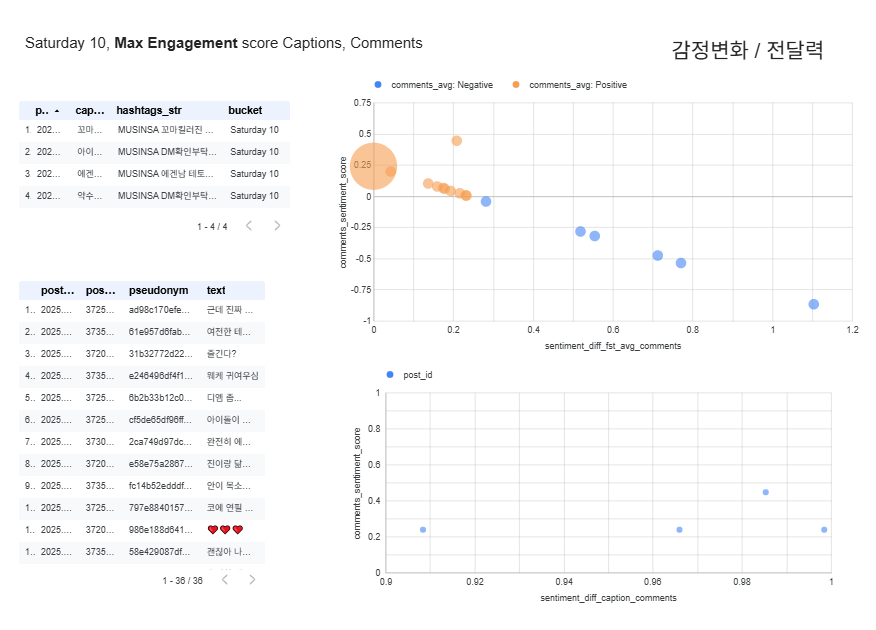 Saturday 10, Max Engagement score Captions, Comments
감정변화 / 전달력
p.. cap... hashtags_str bucket
1. 202... 꼬마... MUSINSA 꼬마킬러진 ... Saturday 10
2. 202... 아이... MUSINSA DM확인부탁... Saturday 10
3. 202... 에겐... MUSINSA 에겐남 테토... Saturday 10
4. 202... 약수... MUSINSA DM확인부탁... Saturday 10
1 - 4 / 4
post... pos... pseudonym text
1.. 2025.... 3725... ad98c170efe... 근데 진짜 ...
2.. 2025.... 3735... 61e957d6fab... 여전한 테...
3.. 2025.... 3720... 31b32772d22... 즐긴다?
4.. 2025.... 3735... e246496df4f1... 웨케 귀여우심
5.. 2025.... 3725... 6b2b33b12c0... 디엠 좀...
6.. 2025.... 3725... cf5de65df96ff... 아이돌이 ...
7.. 2025.... 3730... 2ca749d97dc... 완전히 에...
8.. 2025.... 3720... e58e75a2867... 진이랑 닮...
9.. 2025.... 3735... fc14b52edddf... 안이 목소...
1.. 2025.... 3725... 797e8840157... 코에 연필 ...
1.. 2025.... 3720... 986e188d641... ❤️❤️❤️
1.. 2025.... 3735... 58e429087df... 괜찮아 나...
1 - 36 / 36
comments_avg: Negative comments_avg: Positive
comments_sentiment_score
0.75
0.5
0.25
0
-0.25
-0.5
-0.75
-1
0 0.2 0.4 0.6 0.8 1 1.2
sentiment_diff_fst_avg_comments
post_id
comments_sentiment_score
1
0.8
0.6
0.4
0.2
0
0.9 0.92 0.94 0.96 0.98 1
sentiment_diff_caption_comments